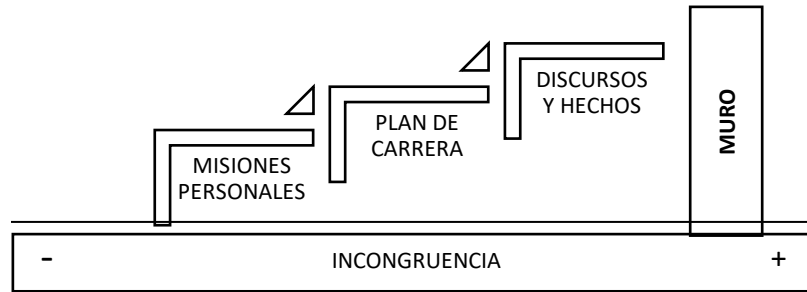 DISCURSOS
Y HECHOS
PLAN DE
CARRERA
MISIONES
PERSONALES
MURO
- INCONGRUENCIA +